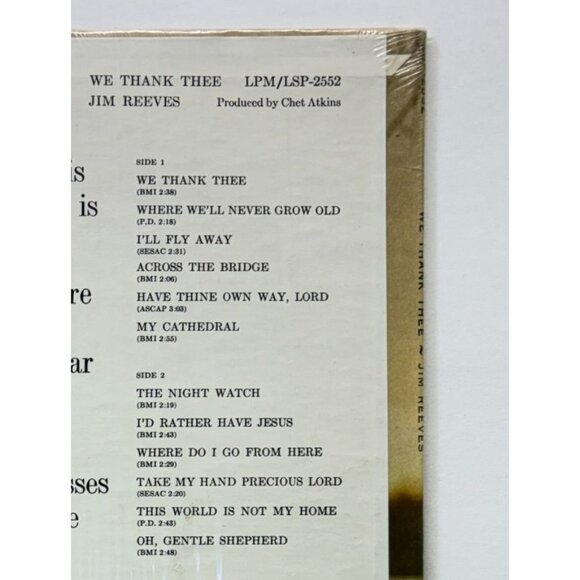 WE THANK THEE LPM/LSP-2552
JIM REEVES Produced by Chet Atkins
is
is
re
ar
sses
e
SIDE 1
WE THANK THEE
(BMI 2:38)
WHERE WE'LL NEVER GROW OLD
(P.D. 2:18)
I'LL FLY AWAY
(SESAC 2:31)
ACROSS THE BRIDGE
(BMI 2:06)
HAVE THINE OWN WAY, LORD
(ASCAP 3:03)
MY CATHEDRAL
(BMI 2:55)
SIDE 2
THE NIGHT WATCH
(BMI 2:19)
I'D RATHER HAVE JESUS
(BMI 2:43)
WHERE DO I GO FROM HERE
(BMI 2:29)
TAKE MY HAND PRECIOUS LORD
(SESAC 2:20)
THIS WORLD IS NOT MY HOME
(P.D. 2:43)
OH, GENTLE SHEPHERD
(BMI 2:48)
WE THANK THEE ~ JIM REEVES